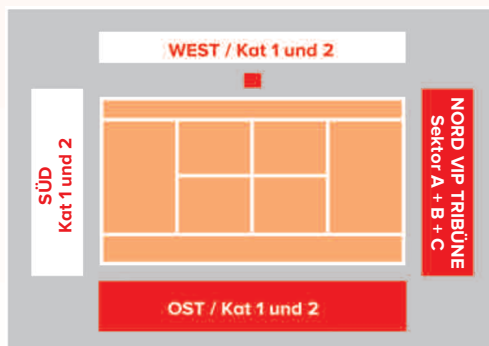 WEST / Kat 1 und 2
SÜD
Kat 1 und 2
NORD VIP TRIBÜNE
Sektor A + B + C
OST / Kat 1 und 2